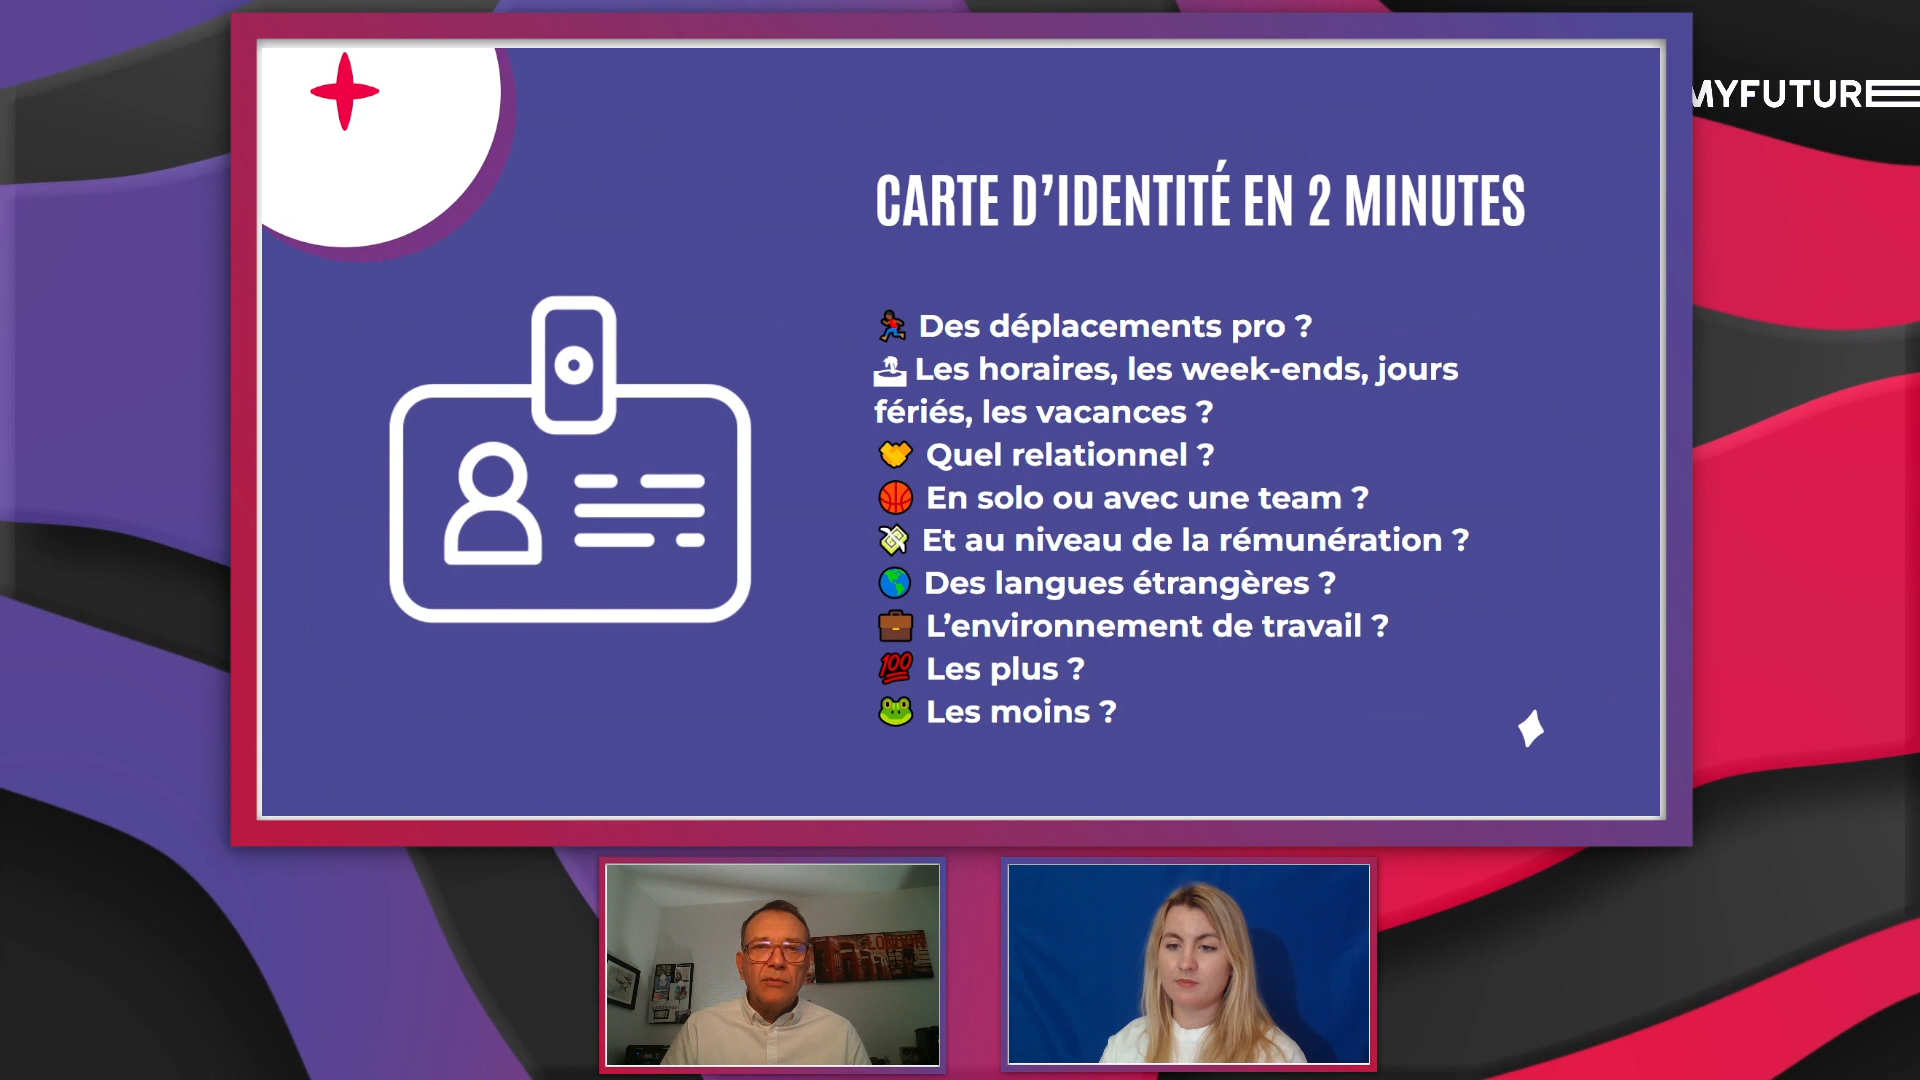 MYFUTURE
CARTE D’IDENTITÉ EN 2 MINUTES
🏃🏾 Des déplacements pro ?
🏝 Les horaires, les week-ends, jours
fériés, les vacances ?
🤝 Quel relationnel ?
🏀 En solo ou avec une team ?
💸 Et au niveau de la rémunération ?
🌎 Des langues étrangères ?
💼 L’environnement de travail ?
💯 Les plus ?
🐸 Les moins ?
LONDON